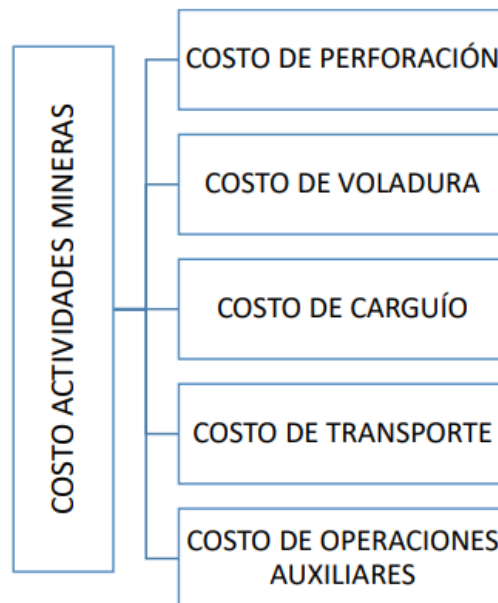 COSTO ACTIVIDADES MINERAS
COSTO DE PERFORACIÓN
COSTO DE VOLADURA
COSTO DE CARGUÍO
COSTO DE TRANSPORTE
COSTO DE OPERACIONES
AUXILIARES